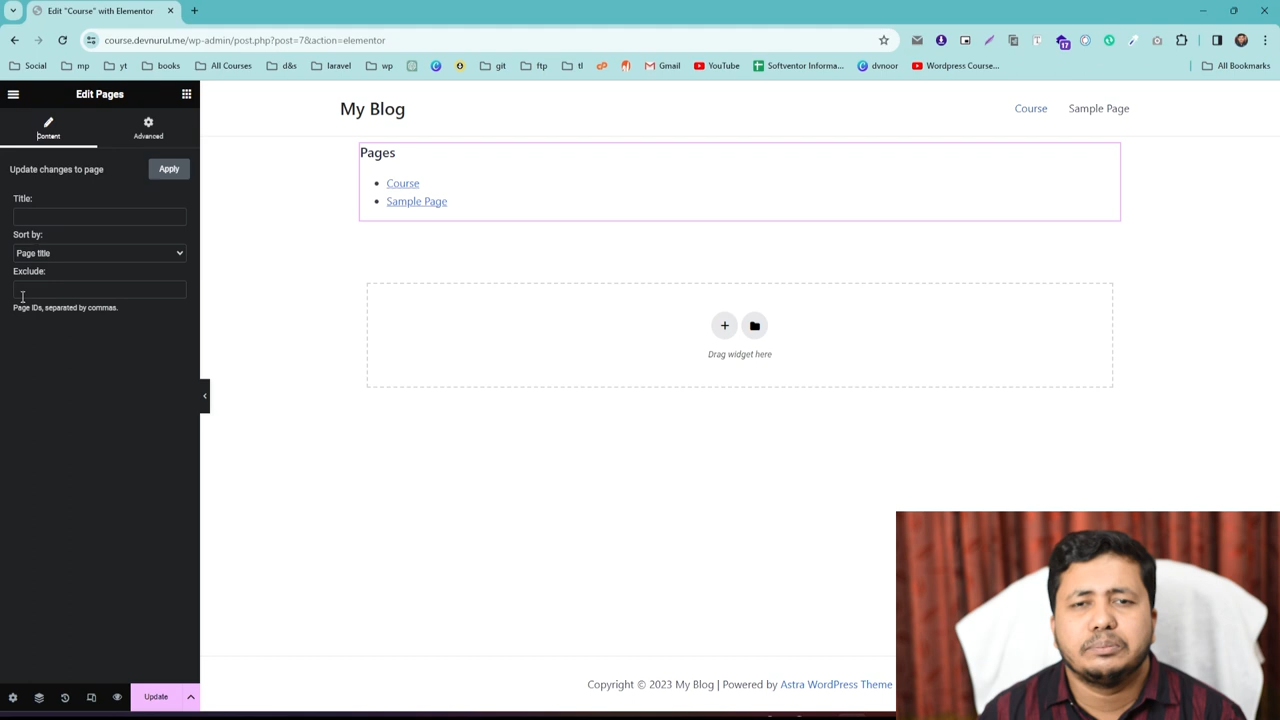 Edit "Course" with Elementor
course.devnurul.me/wp-admin/post.php?post=7&action=elementor
17
Social
mp
yt
books
All Courses
d&s
laravel
wp
git
ftp
tl
Gmail
YouTube
Softventor Informa...
dvnoor
Wordpress Course...
All Bookmarks
Edit Pages
Content
Advanced
Update changes to page
Apply
Title:
Sort by:
Page title
Exclude:
Page IDs, separated by commas.
Update
My Blog
Course
Sample Page
Pages
Course
Sample Page
Drag widget here
Copyright © 2023 My Blog | Powered by Astra WordPress Theme